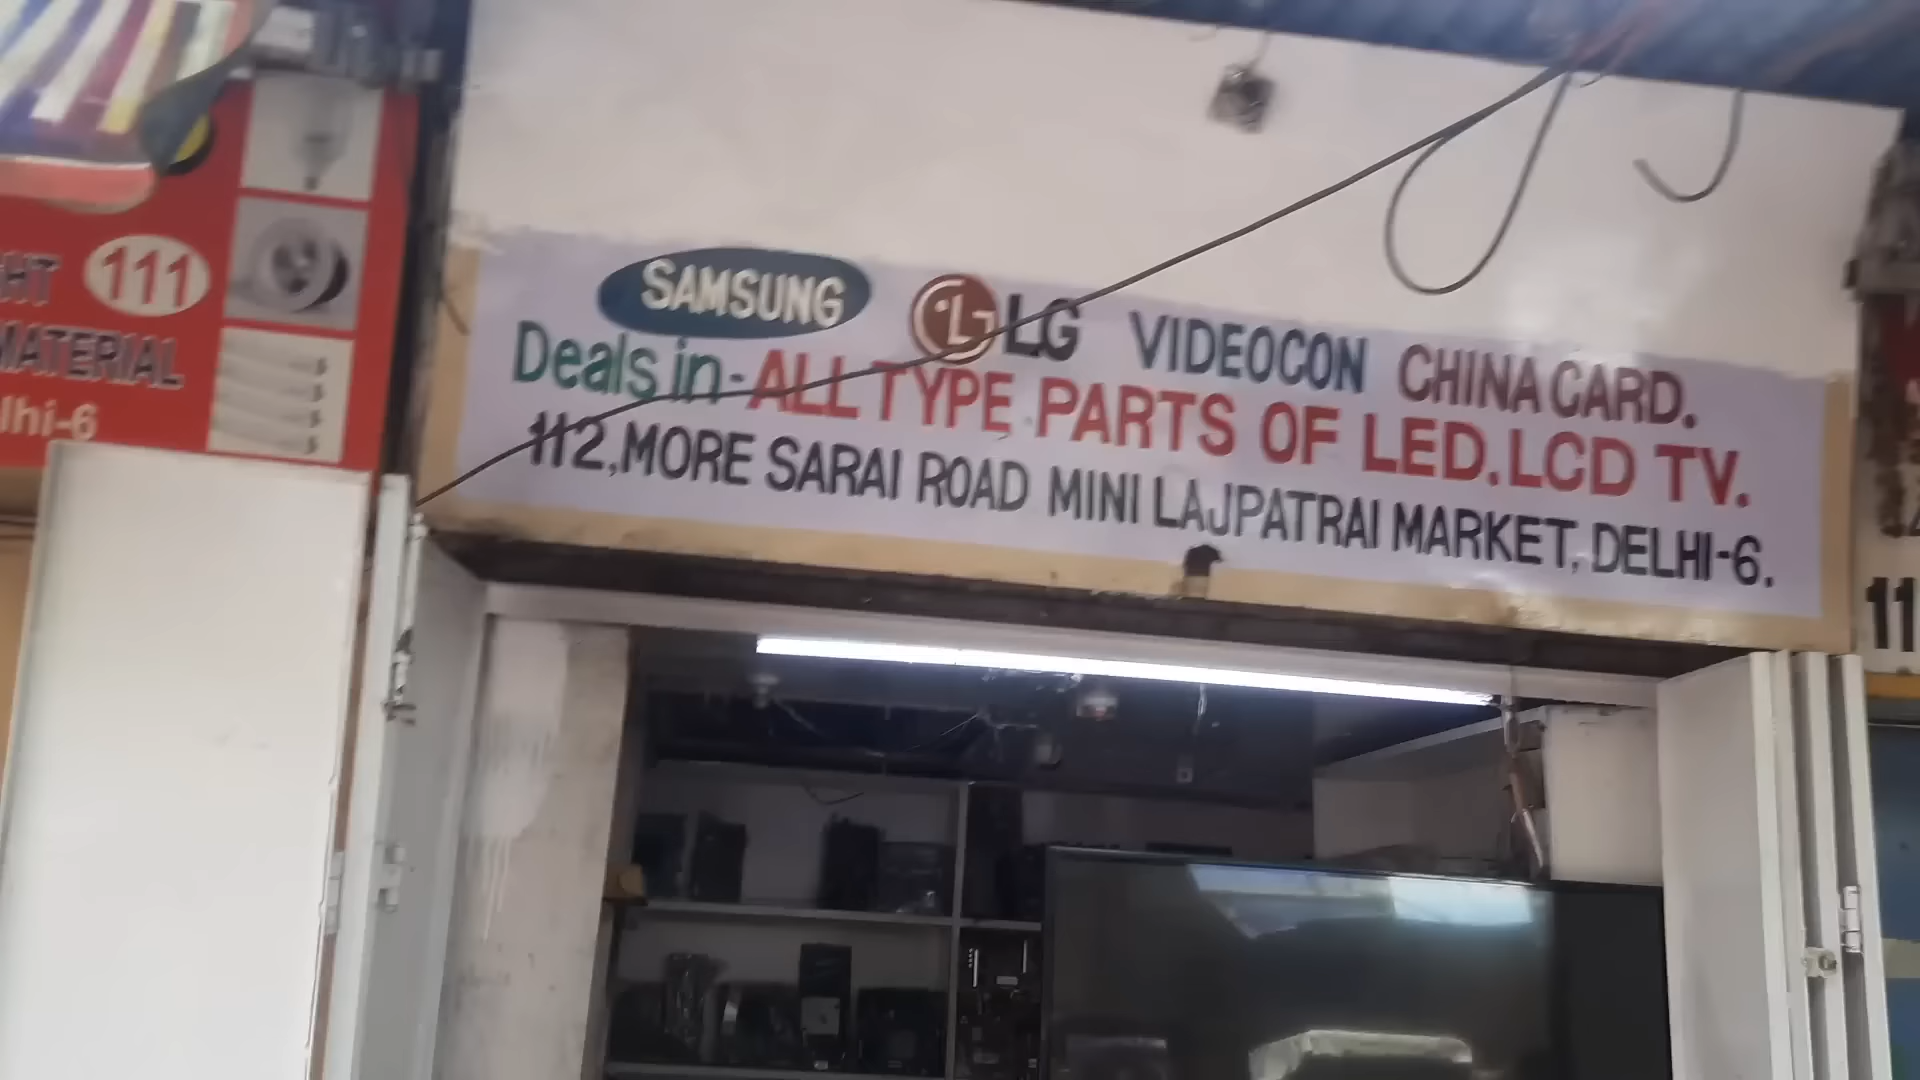 SAMSUNG LG LG VIDEOCON CHINA CARD.
Deals in-ALL TYPE PARTS OF LED.LCD TV.
112,MORE SARAI ROAD MINI LAJPATRAI MARKET, DELHI-6.
111
MATERIAL
lhi-6
11